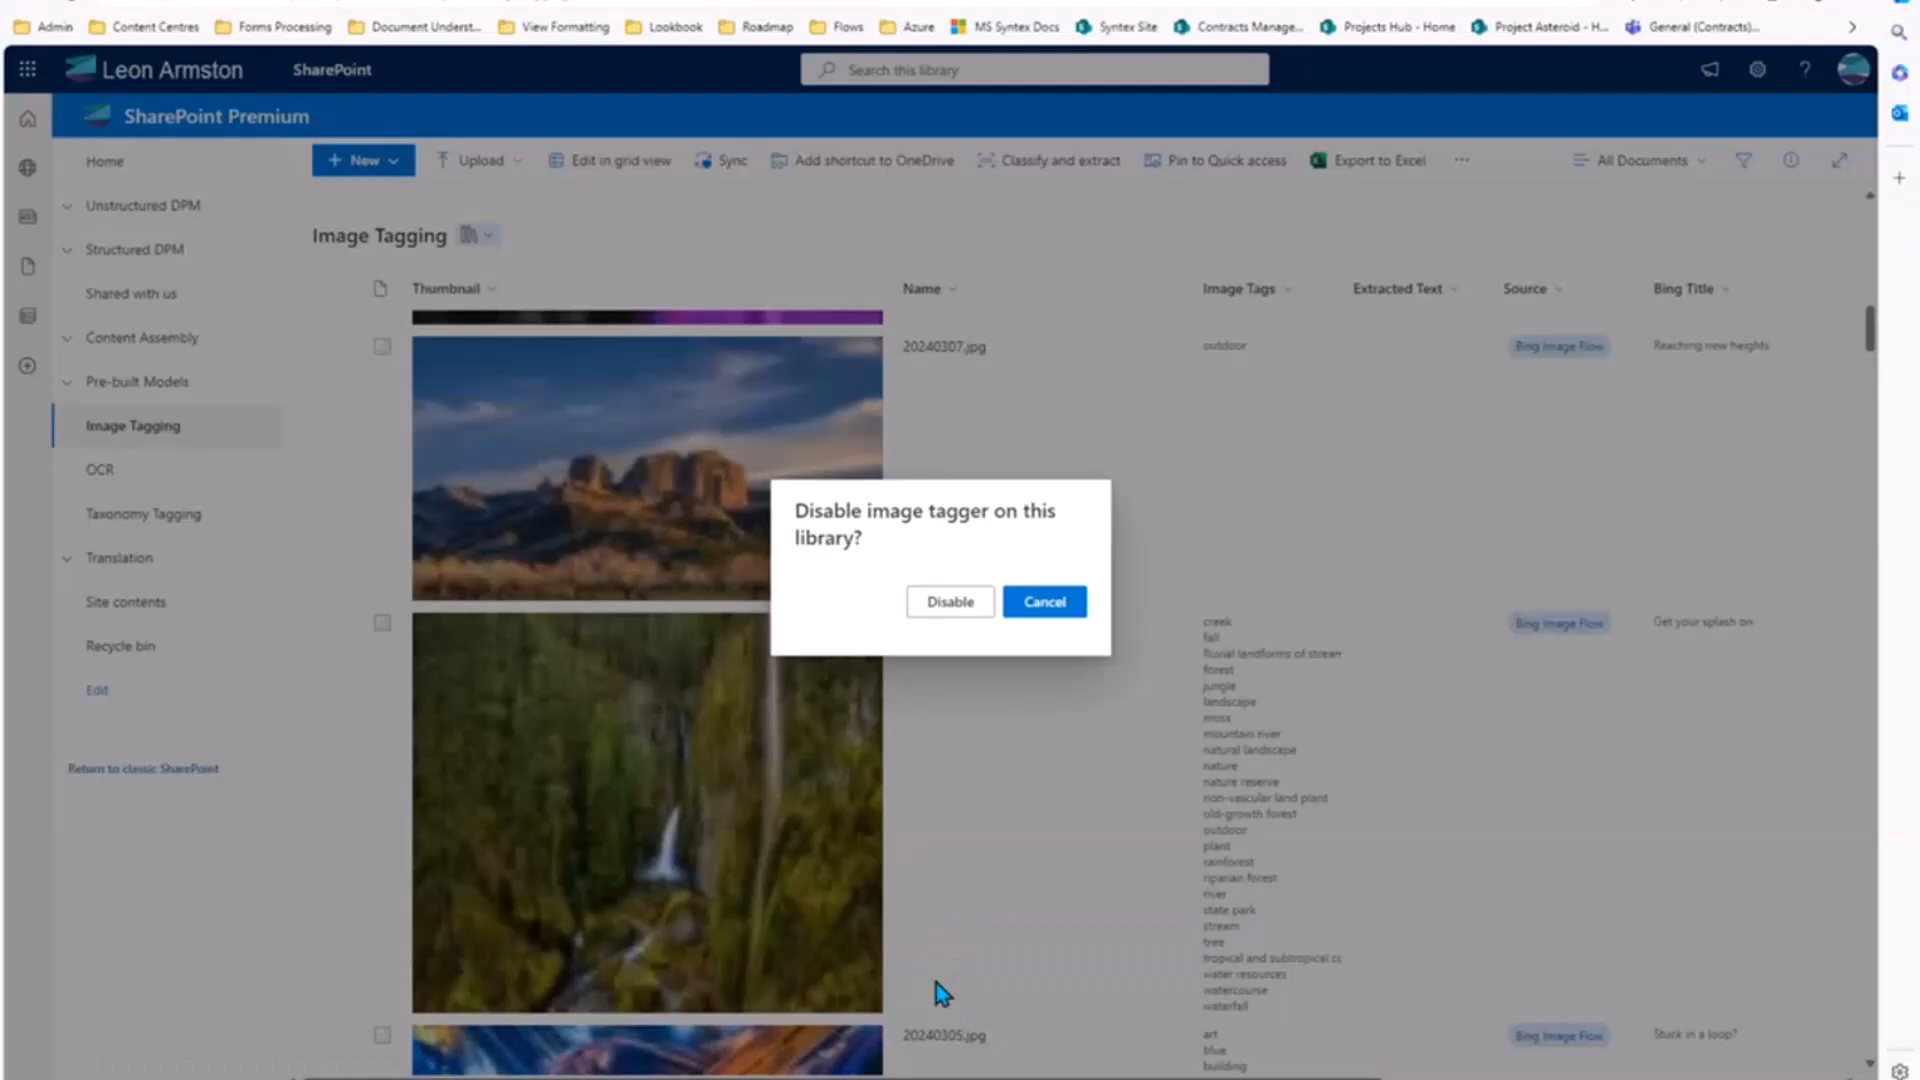 Admin
Content Centres
Forms Processing
Document Underst...
View Formatting
Lookbook
Roadmap
Flows
Azure
MS Syntex Docs
Syntex Site
Contracts Manage...
Projects Hub - Home
Project Asteroid - H...
General (Contracts)...
Leon Armston
SharePoint
Search this library
SharePoint Premium
Home
Unstructured DPM
Structured DPM
Shared with us
Content Assembly
Pre-built Models
Image Tagging
OCR
Taxonomy Tagging
Translation
Site contents
Recycle bin
Edit
Return to classic SharePoint
New
Upload
Edit in grid view
Sync
Add shortcut to OneDrive
Classify and extract
Pin to Quick access
Export to Excel
All Documents
Image Tagging
Thumbnail
Name
Image Tags
Extracted Text
Source
Bing Title
20240307.jpg
outdoor
Bing Image Flow
Reaching new heights
Disable image tagger on this
library?
Disable
Cancel
creek
fall
fluvial landforms of stream
forest
jungle
landscape
moss
mountain river
natural landscape
nature
nature reserve
non-vascular land plant
old-growth forest
outdoor
plant
rainforest
riparian forest
river
state park
stream
tree
tropical and subtropical cc
water resources
watercourse
waterfall
Bing Image Flow
Get your splash on
20240305.jpg
art
blue
building
Bing Image Flow
Stuck in a loop?